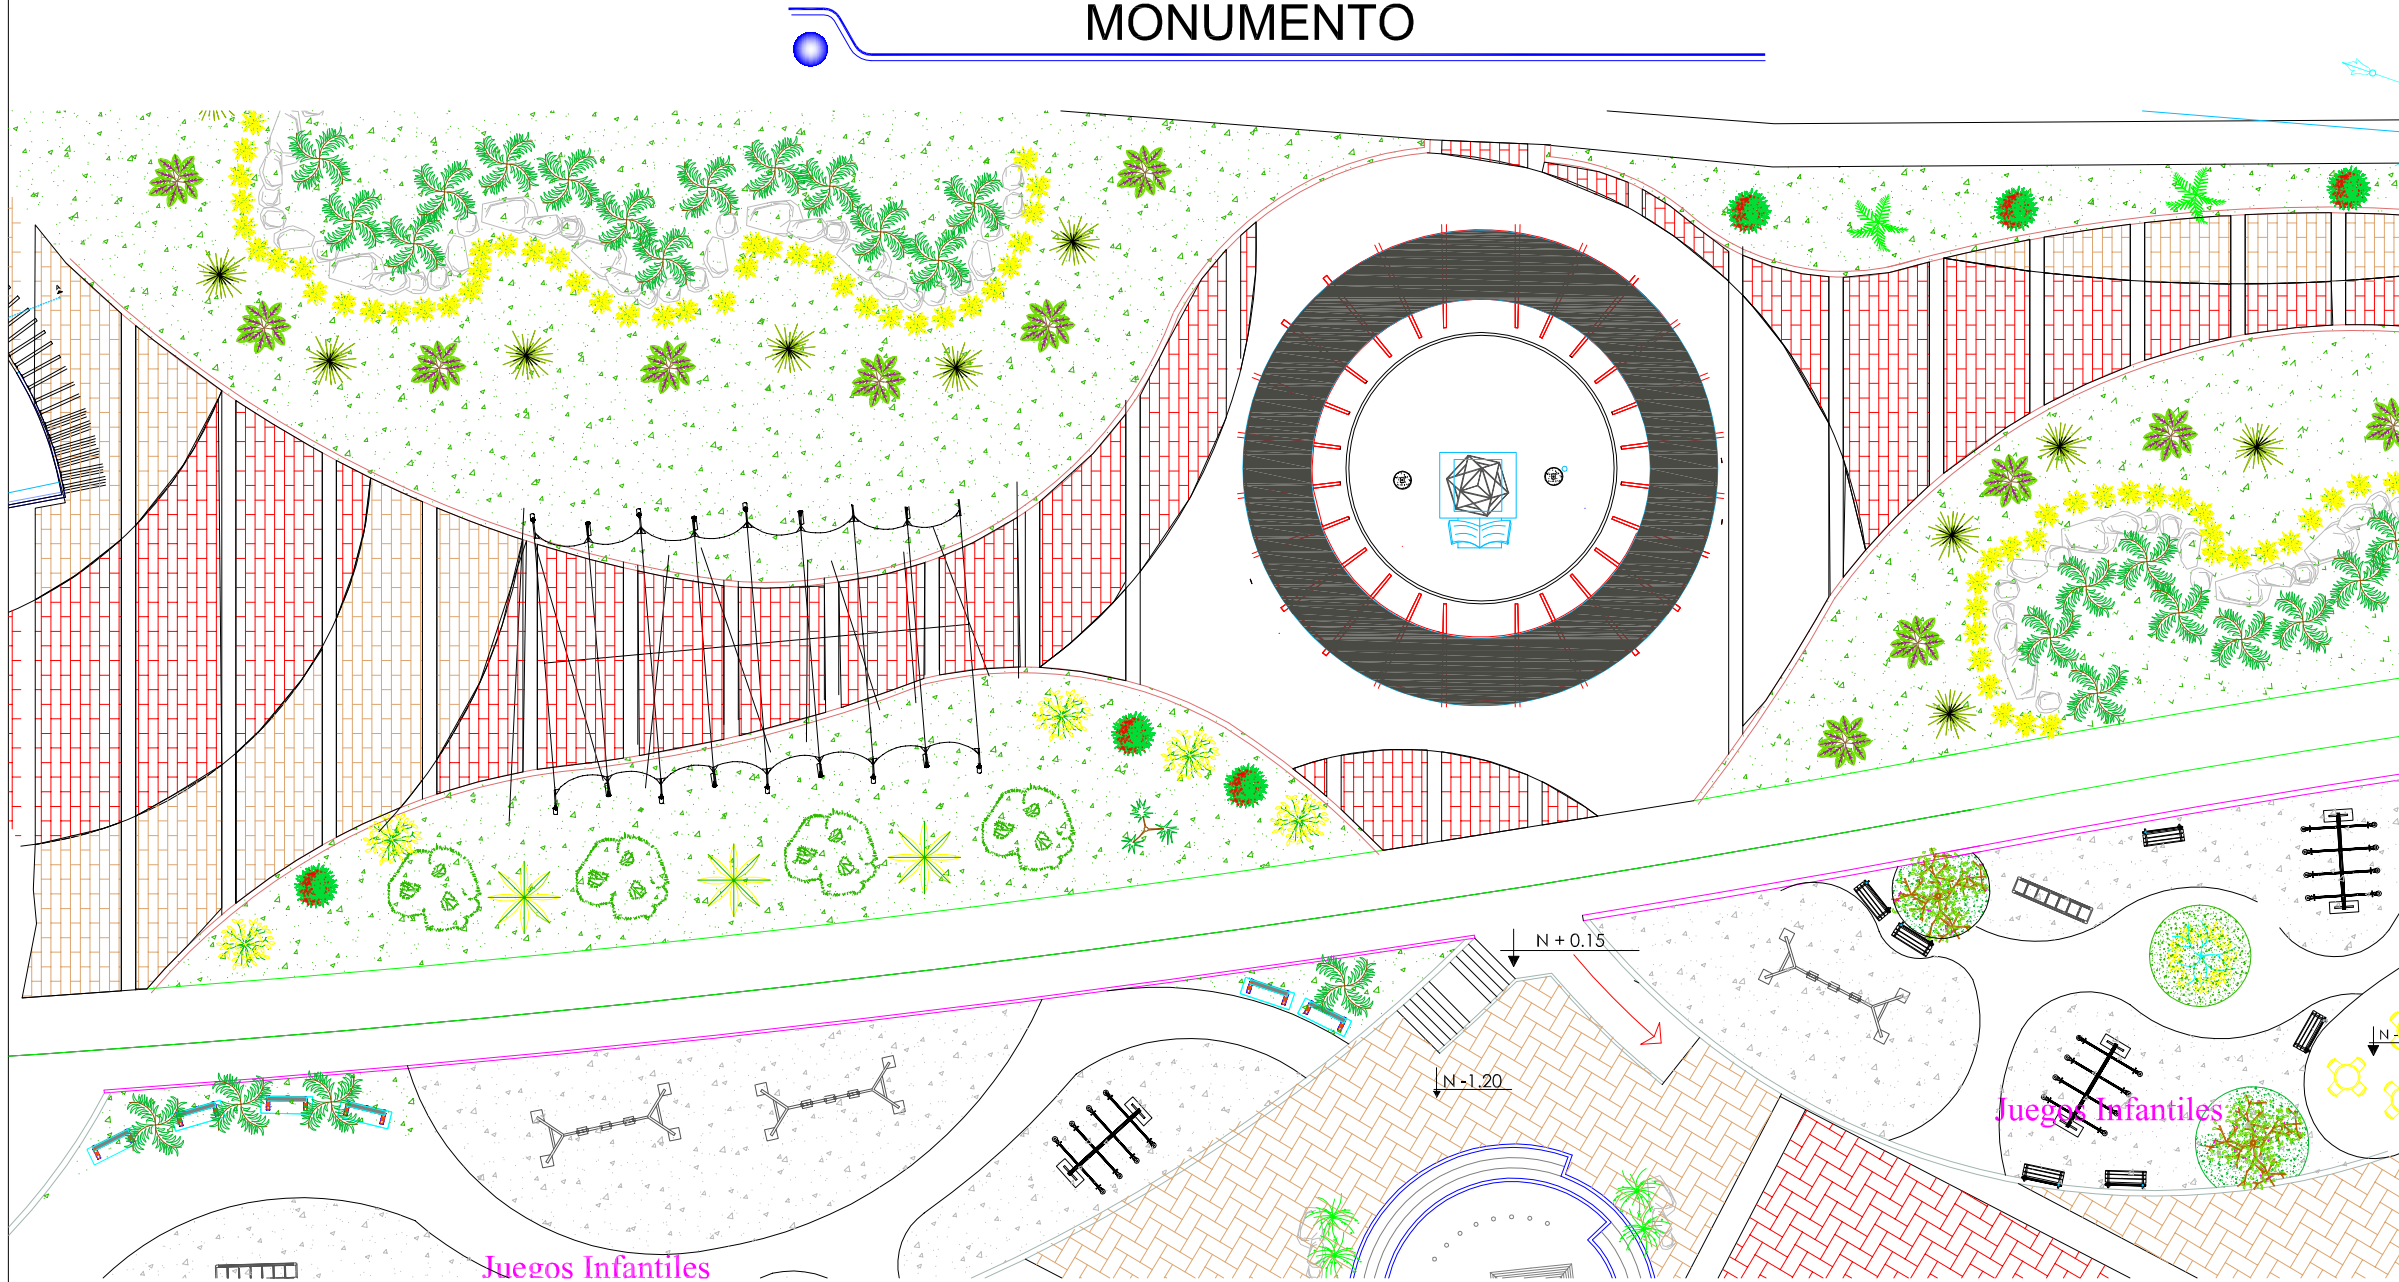 MONUMENTO
N + 0.15
N -1.20
N -
Juegos Infantiles
Juegos Infantiles